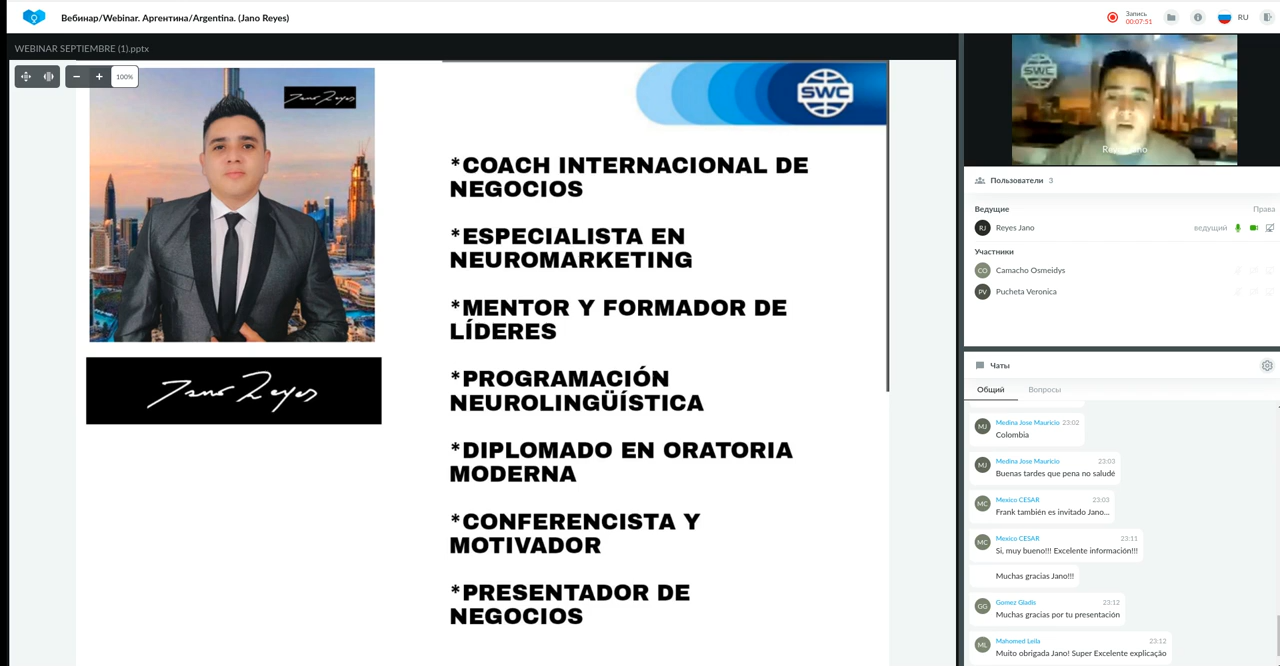 Вебинар/Webinar. Аргентина/Argentina. (Jano Reyes)
Запись
00:07:51
RU
WEBINAR SEPTIEMBRE (1).pptx
100%
Jano Reyes
SWC
*COACH INTERNACIONAL DE
NEGOCIOS
*ESPECIALISTA EN
NEUROMARKETING
*MENTOR Y FORMADOR DE
LÍDERES
*PROGRAMACIÓN
NEUROLINGÜÍSTICA
*DIPLOMADO EN ORATORIA
MODERNA
*CONFERENCISTA Y
MOTIVADOR
*PRESENTADOR DE
NEGOCIOS
Jano Reyes
SWC
Пользователи 3
Ведущие Права
RJ Reyes Jano ведущий
Участники
CO Camacho Osmeidys
PV Pucheta Veronica
Чаты
Общий Вопросы
MJ Medina Jose Mauricio 23:02
Colombia
MJ Medina Jose Mauricio 23:03
Buenas tardes que pena no saludé
MC Mexico CESAR 23:03
Frank también es invitado Jano...
MC Mexico CESAR 23:11
Si, muy bueno!!! Excelente información!!!
Muchas gracias Jano!!!
GG Gomez Gladis 23:12
Muchas gracias por tu presentación
ML Mahomed Leila 23:12
Muito obrigada Jano! Super Excelente explicação